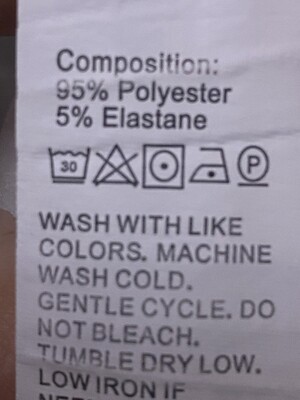 Composition:
95% Polyester
5% Elastane
30 P
WASH WITH LIKE
COLORS. MACHINE
WASH COLD.
GENTLE CYCLE. DO
NOT BLEACH.
TUMBLE DRY LOW.
LOW IRON IF